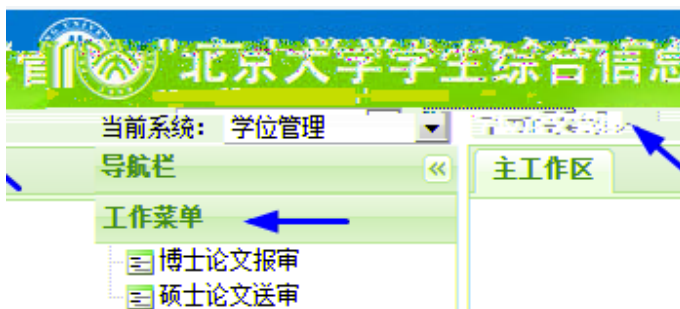 北京大学学生综合信息
当前系统： 学位管理
导航栏 主工作区
工作菜单
博士论文报审
硕士论文送审